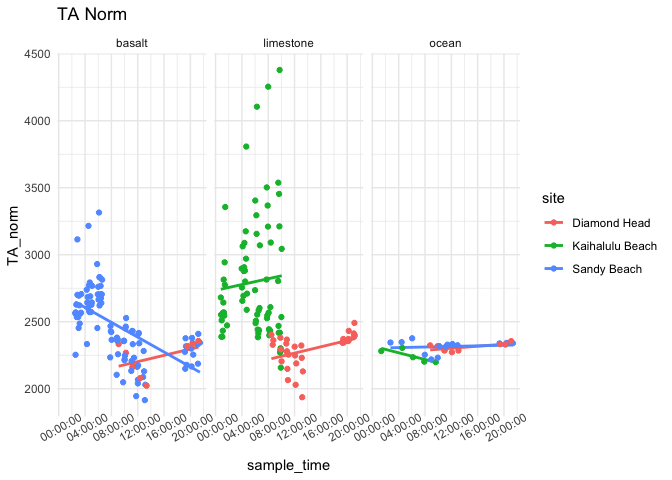 TA Norm
basalt
limestone
ocean
4500
4000
3500
3000
2500
2000
TA_norm
00:00:00
04:00:00
08:00:00
12:00:00
16:00:00
20:00:00
00:00:00
04:00:00
08:00:00
12:00:00
16:00:00
20:00:00
00:00:00
04:00:00
08:00:00
12:00:00
16:00:00
20:00:00
sample_time
site
Diamond Head
Kaihalulu Beach
Sandy Beach